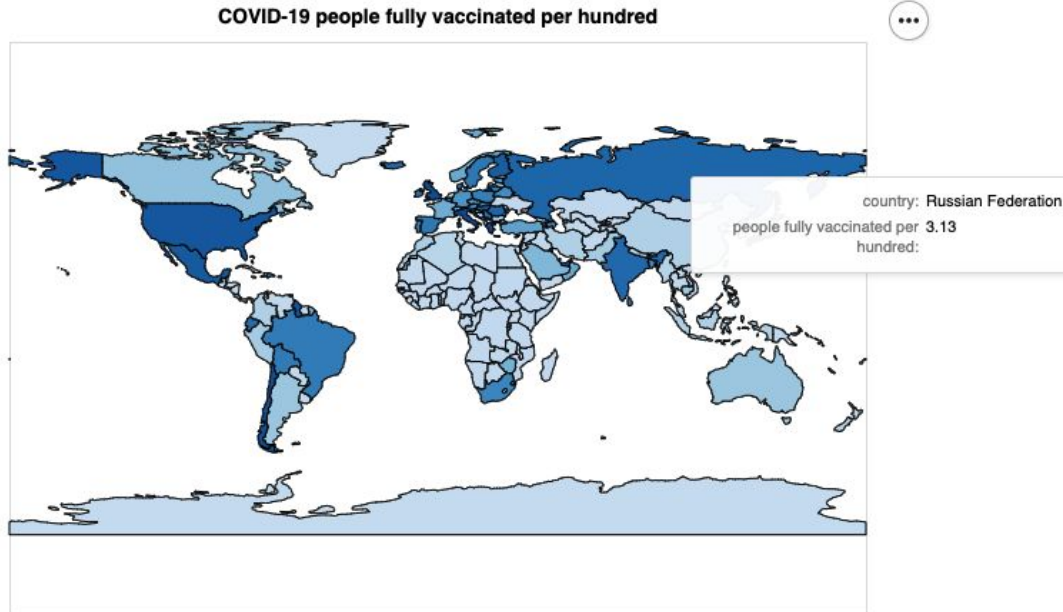 COVID-19 people fully vaccinated per hundred
country: Russian Federation
people fully vaccinated per 3.13
hundred: